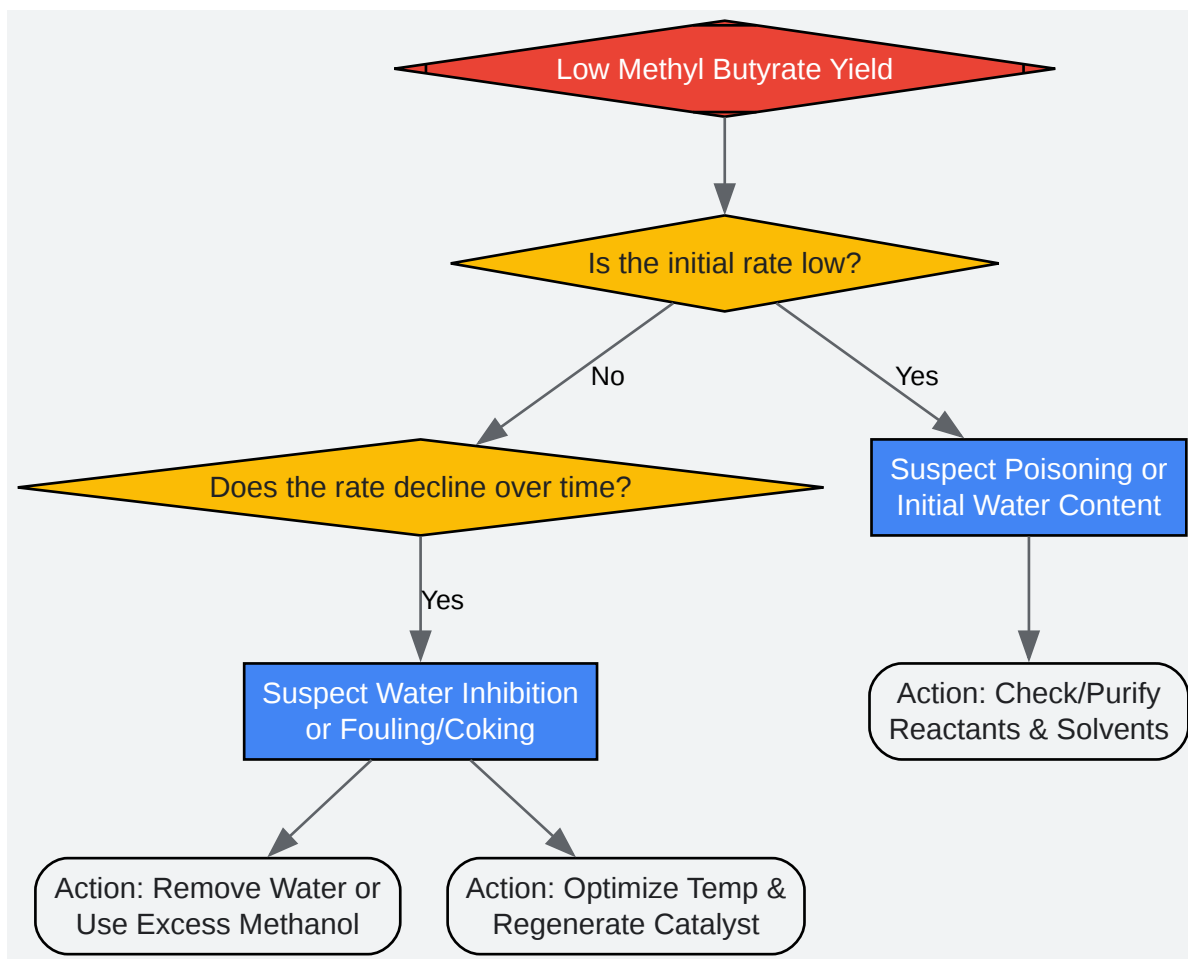 Low Methyl Butyrate Yield
Is the initial rate low?
No
Yes
Does the rate decline over time?
Suspect Poisoning or
Initial Water Content
Yes
Suspect Water Inhibition
or Fouling/Coking
Action: Check/Purify
Reactants & Solvents
Action: Remove Water or
Use Excess Methanol
Action: Optimize Temp &
Regenerate Catalyst